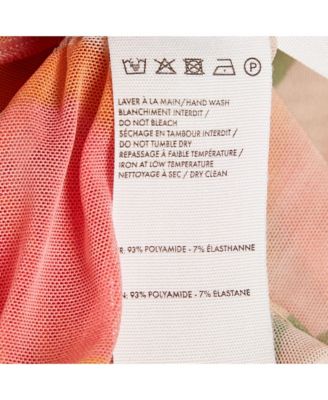 LAVER À LA MAIN/HAND WASH
BLANCHIMENT INTERDIT /
DO NOT BLEACH
SÉCHAGE EN TAMBOUR INTERDIT /
DO NOT TUMBLE DRY
REPASSAGE À FAIBLE TEMPÉRATURE /
IRON AT LOW TEMPERATURE
NETTOYAGE À SEC / DRY CLEAN
R: 93% POLYAMIDE - 7% ÉLASTHANNE
N: 93% POLYAMIDE - 7% ELASTANE